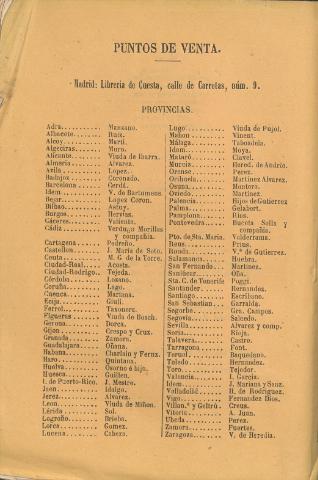 PUNTOS DE VENTA.
Madrid: Libreria de Cuesta, calle de Carretas, núm. 9.
PROVINCIAS.
Adra.......... Manzano.
Albacete....... Ruiz.
Alcoy......... Martí.
Algeciras....... Muro.
Alicante........ Viuda de Ibarra.
Almeria........ Alvarez.
Avila.......... Lopez.
Badajoz........ Coronado.
Barcelona...... Cerdá.
Idem.......... V. de Bartumeus.
Bejar.......... Lopez Coron.
Bilbao......... Astuy.
Burgos......... Hervias.
Cáceres........ Valiente.
Cádiz.......... Verdugo Morillas
y compañia.
Cartagena...... Pedreño.
Castellon....... J. María de Soto.
Ceuta.......... M. G. de la Torre.
Ciudad-Real.... Acosta.
Ciudad-Rodrigo.. Tejeda.
Córdoba........ Lozano.
Coruña......... Lago.
Cuenca......... Mariana.
Ecija.......... Giuli.
Ferrol......... Taxonera.
Figueras....... Viuda de Bosch.
Gerona......... Dorca.
Gijon.......... Crespo y Cruz.
Granada........ Zamora.
Guadalajara.... Oñana.
Habana......... Charlain y Fernz.
Haro........... Quintana.
Huelva......... Osorno é hijo.
Huesca......... Guillen.
I. de Puerto-Rico. J. Mestre.
Jaen........... Idalgo.
Jerez.......... Alvarez.
Leon........... Viuda de Miñon.
Lérida......... Sol.
Logroño........ Brieba.
Lorca.......... Gomez.
Lucena......... Cabeza.
Lugo........... Viuda de Pujol.
Mahon.......... Vinent.
Málaga......... Taboadela.
Idem........... Moya.
Mataró......... Clavel.
Murcia......... Hered. de Andrio.
Orense......... Perez.
Orihuela....... Martinez Alvarez.
Osuna.......... Montero.
Oviedo......... Martinez.
Palencia....... Hijos de Gutierrez
Palma.......... Gelabert.
Pamplona....... Rios.
Pontevedra..... Buceta Solla y
compañia.
Pto. de Sta. Maria. Valderrama.
Reus........... Prius.
Ronda.......... V.ª de Gutierrez.
Salamanca...... Huebra.
San Fernando... Martinez.
Sanlúcar....... Oña.
Sta. C. de Tenerife Poggi.
Santander...... Hernandez.
Santiago....... Escribano.
San Sebastian.. Garralda.
Segorbe........ Grs. Campos.
Segovia........ Salcedo.
Sevilla........ Alvarez y comp.ª
Soria.......... Rioja.
Talavera....... Castro.
Tarragona...... Font.
Teruel......... Baquedano.
Toledo......... Hernandez.
Toro........... Tejedor.
Valencia....... I. Garcia.
Idem........... J. Mariana y Sanz.
Valladolid..... H. de Rodriguez.
Vigo........... Fernandez Dios.
Villan.ª y Geltrú. Creus.
Vitoria........ A. Juan.
Ubeda.......... Perez.
Zamora......... Fuertes.
Zaragoza....... V. de Heredia.